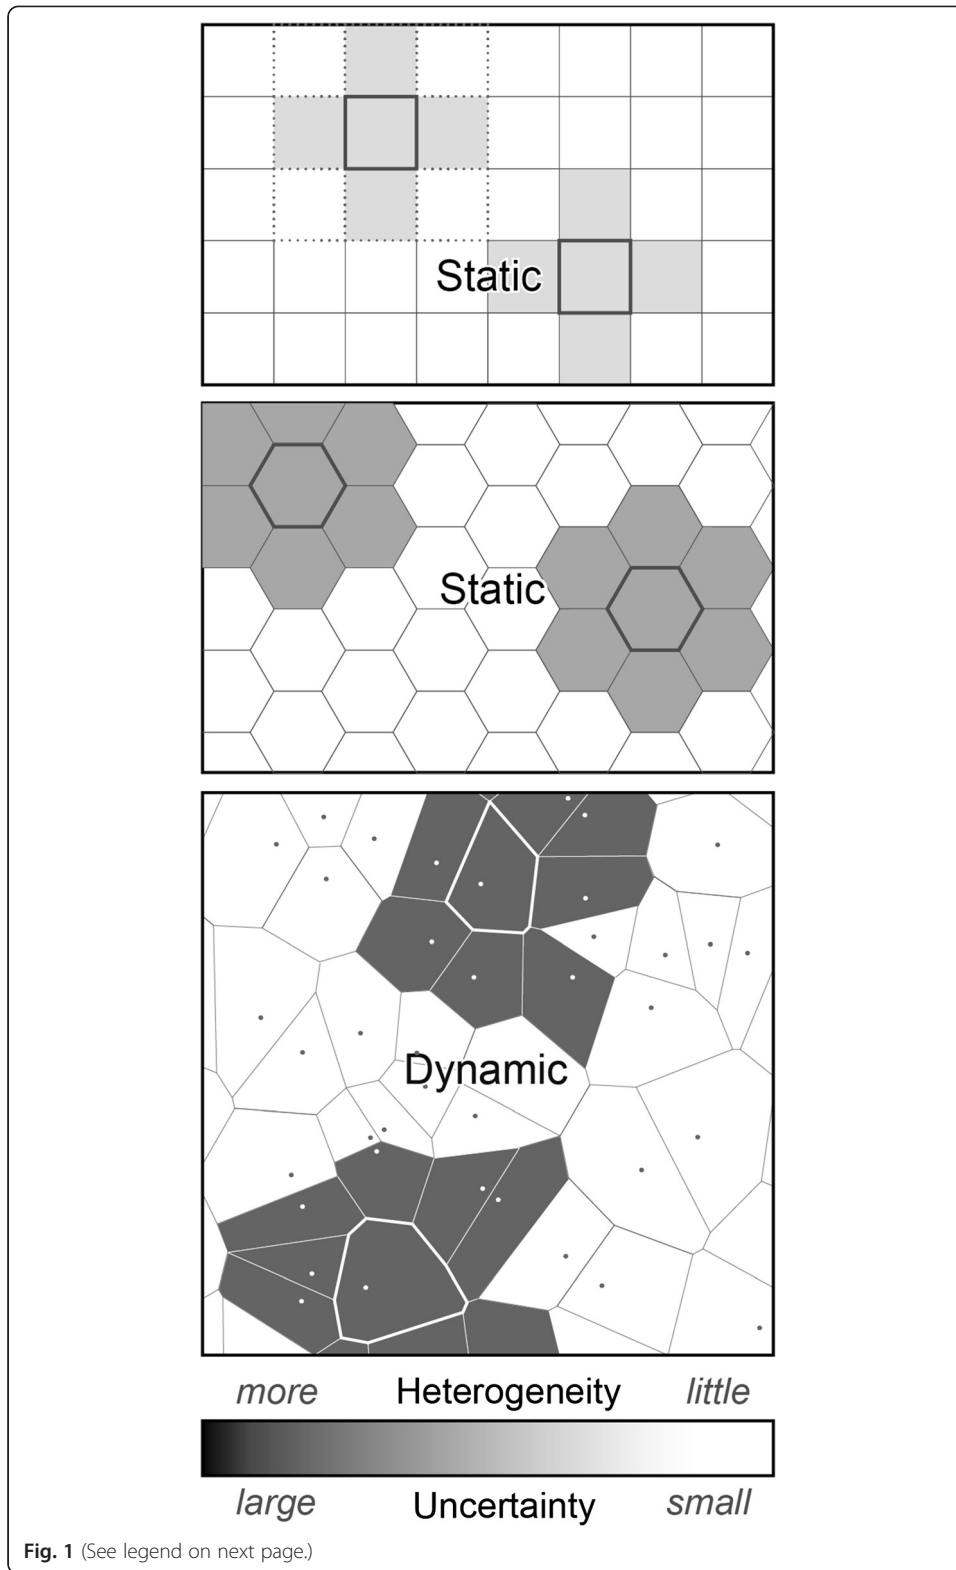 Static
Static
Dynamic
more Heterogeneity little
large Uncertainty small
Fig. 1 (See legend on next page.)